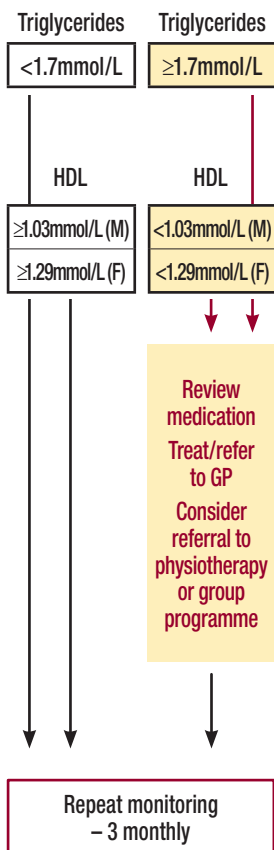 Triglycerides
<1.7mmol/L
Triglycerides
≥1.7mmol/L
HDL
≥1.03mmol/L (M)
≥1.29mmol/L (F)
HDL
<1.03mmol/L (M)
<1.29mmol/L (F)
Review
medication
Treat/refer
to GP
Consider
referral to
physiotherapy
or group
programme
Repeat monitoring
– 3 monthly